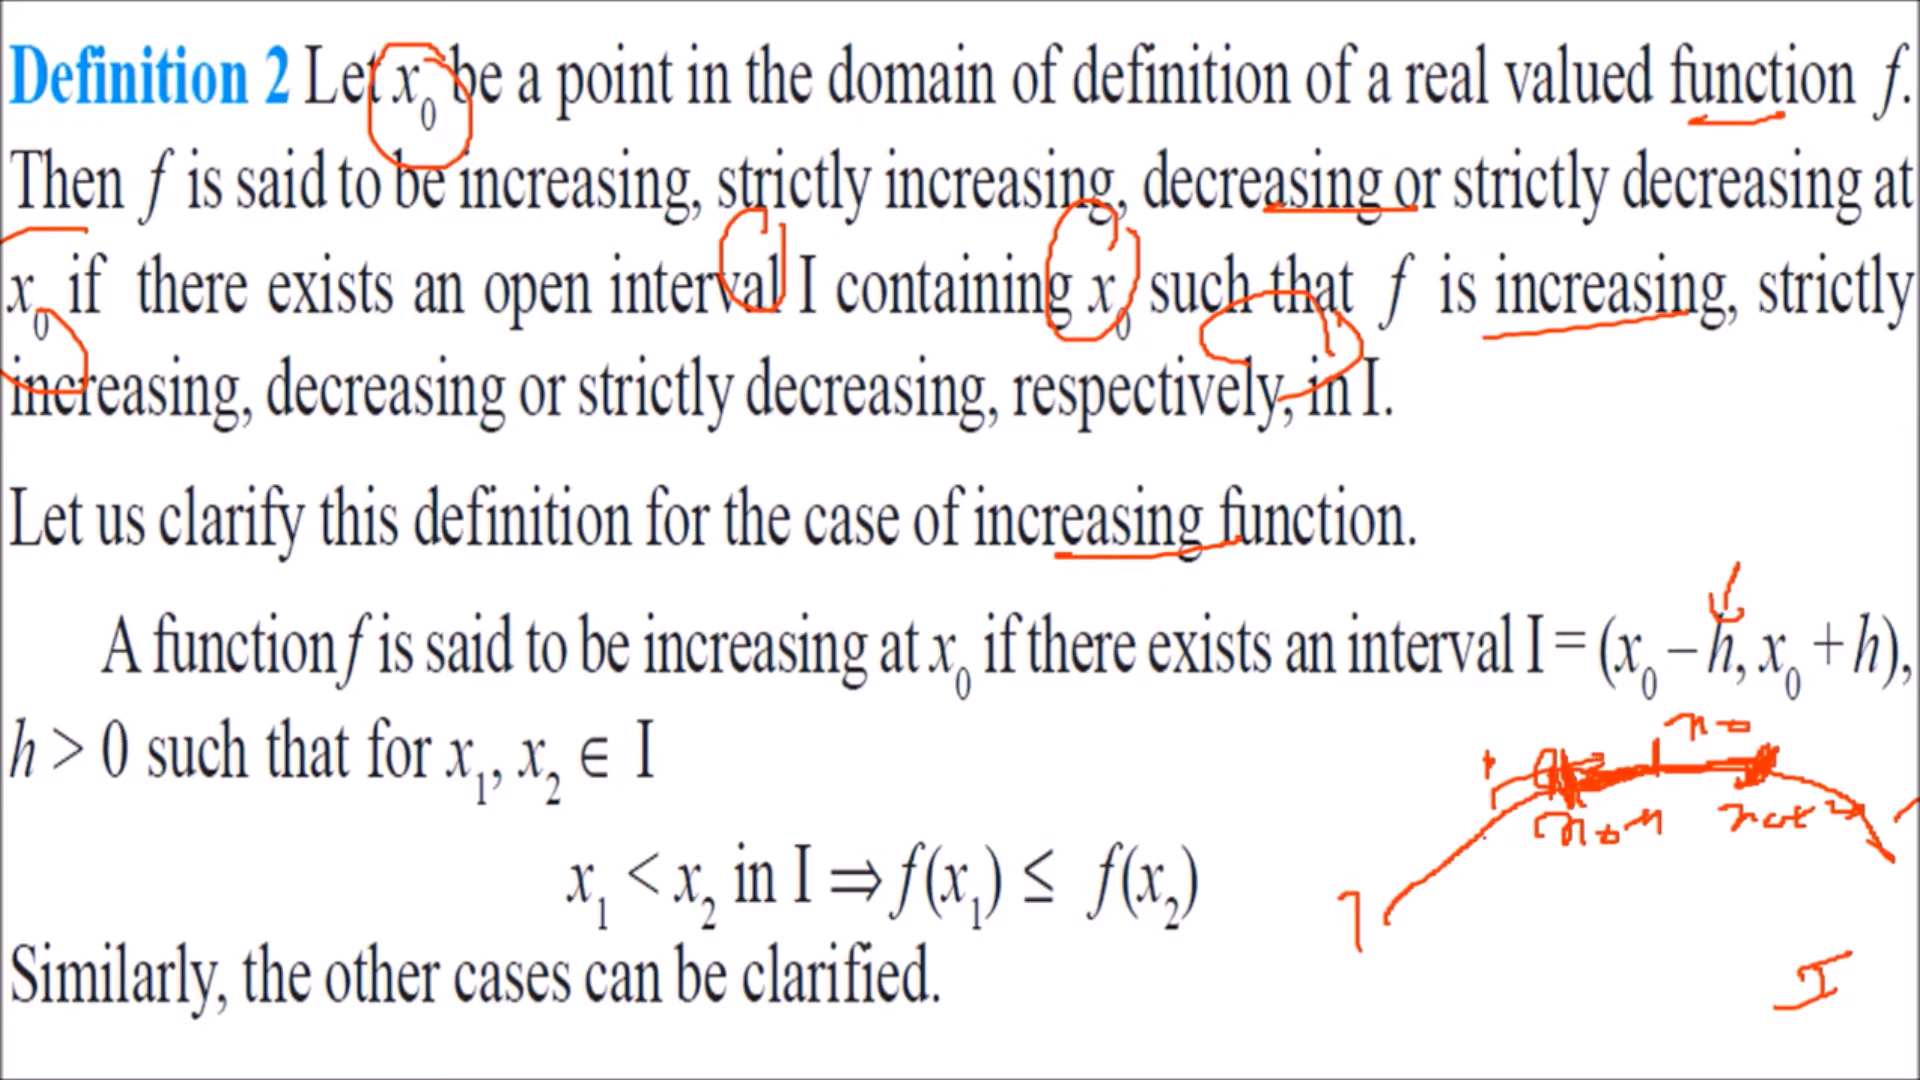 Definition 2 Let x₀ be a point in the domain of definition of a real valued function f.
Then f is said to be increasing, strictly increasing, decreasing or strictly decreasing at
x₀ if there exists an open interval I containing x₀ such that f is increasing, strictly
increasing, decreasing or strictly decreasing, respectively, in I.
Let us clarify this definition for the case of increasing function.
A function f is said to be increasing at x₀ if there exists an interval I = (x₀ – h, x₀ + h),
h > 0 such that for x₁, x₂ ∈ I
x₁ < x₂ in I ⇒ f(x₁) ≤ f(x₂)
Similarly, the other cases can be clarified.
I